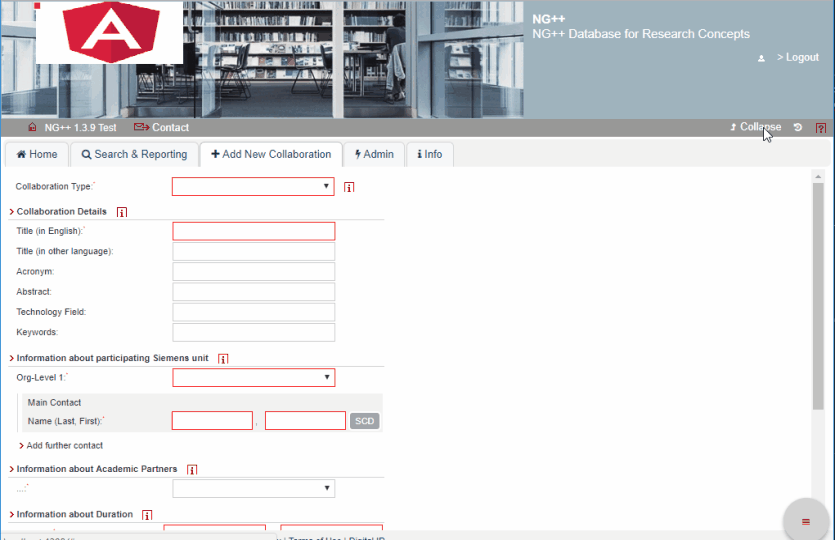 A
NG++
NG++ Database for Research Concepts
> Logout
NG++ 1.3.9 Test Contact Collapse
Home Search & Reporting Add New Collaboration Admin Info
Collaboration Type:*
Collaboration Details
Title (in English):*
Title (in other language):
Acronym:
Abstract:
Technology Field:
Keywords:
Information about participating Siemens unit
Org-Level 1:*
Main Contact
Name (Last, First):* , SCD
Add further contact
Information about Academic Partners
...:*
Information about Duration
| Terms of Use | Digital ID